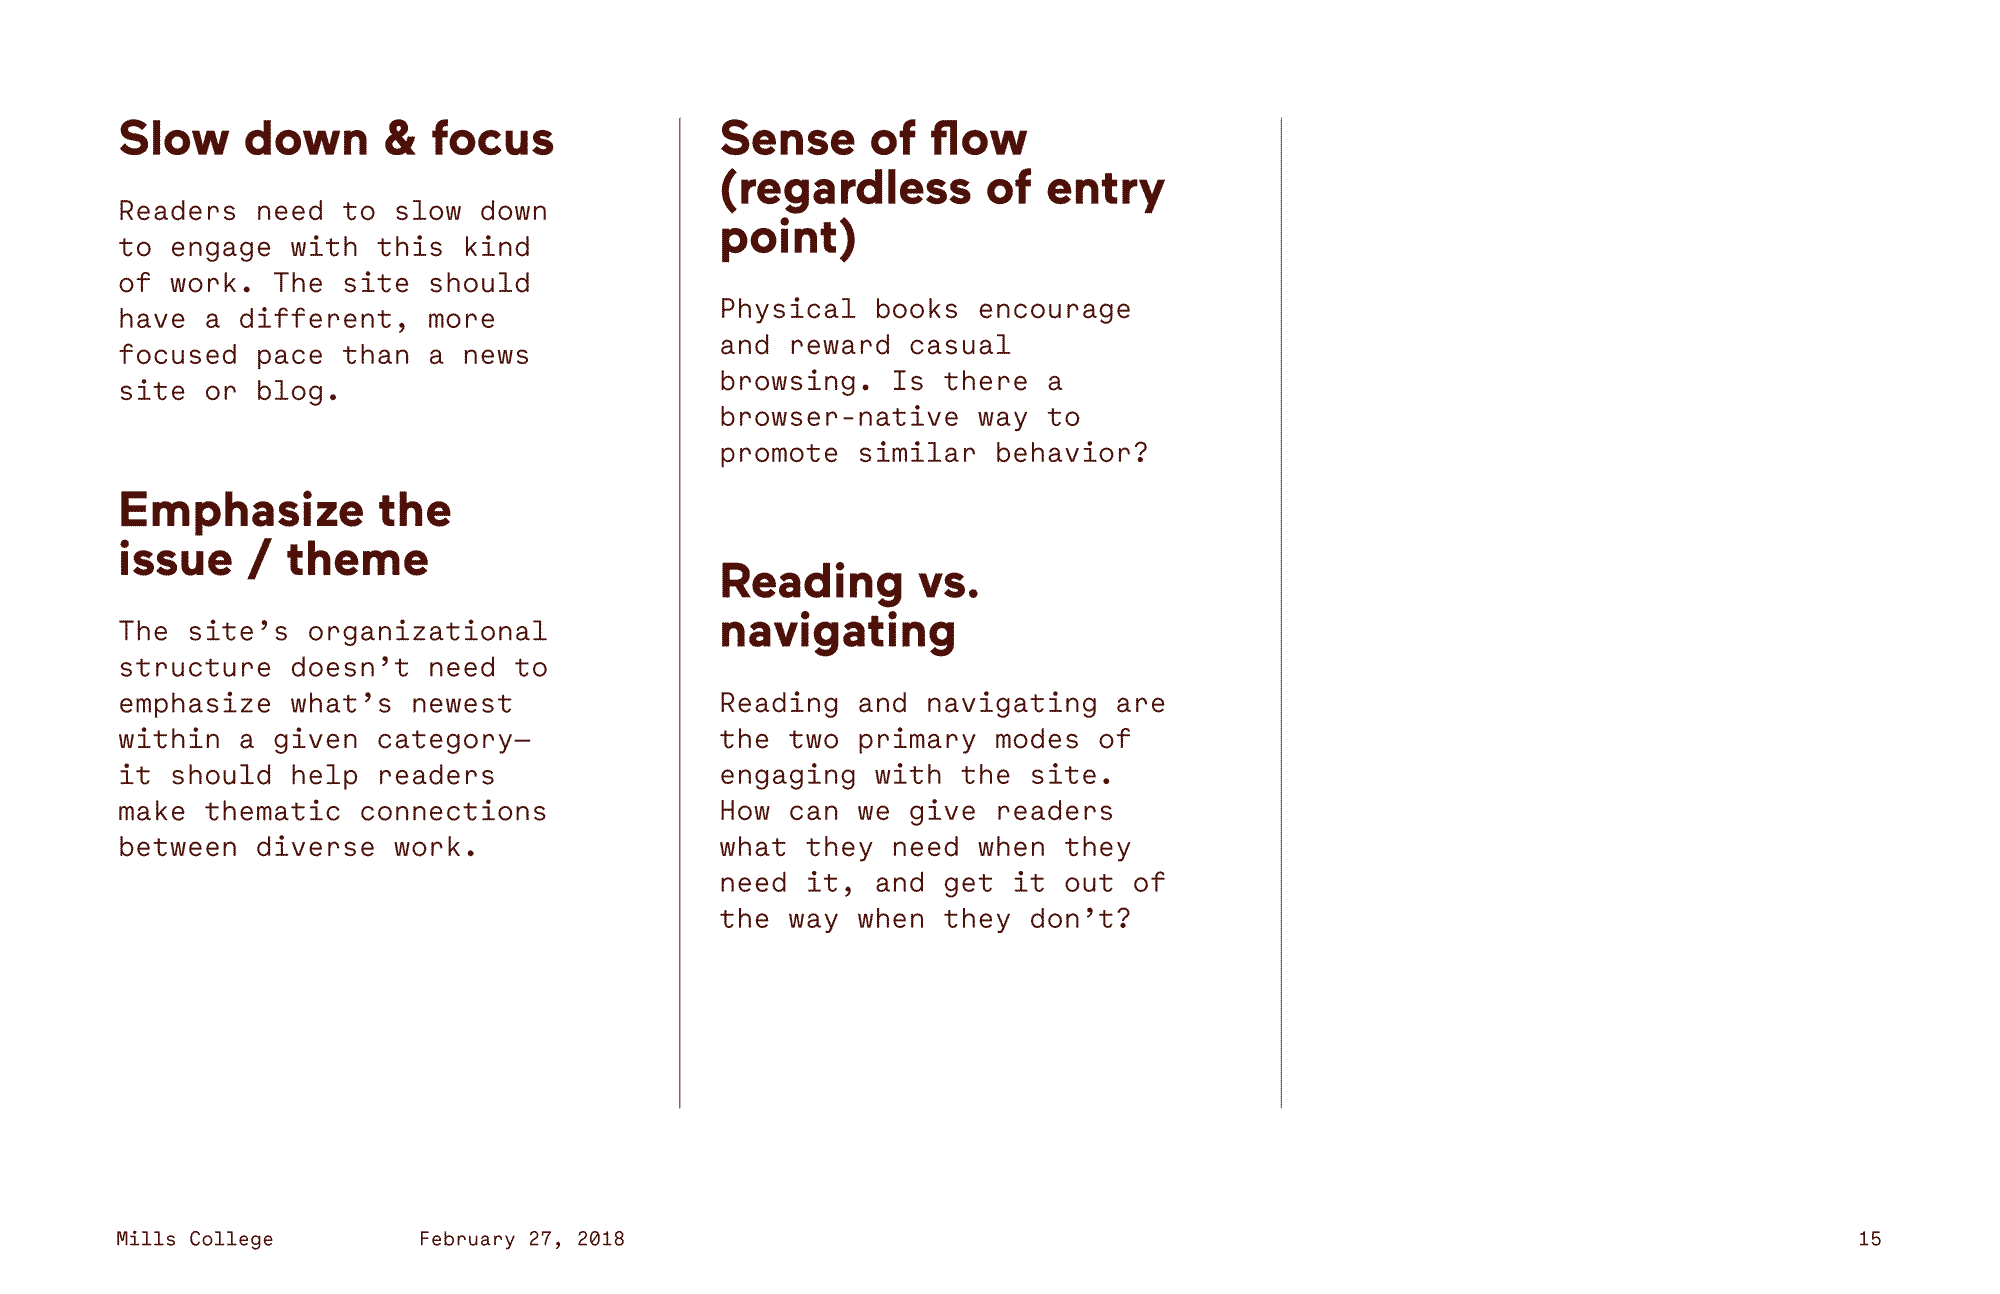 Slow down & focus
Readers need to slow down
to engage with this kind
of work. The site should
have a different, more
focused pace than a news
site or blog.
Emphasize the
issue / theme
The site’s organizational
structure doesn’t need to
emphasize what’s newest
within a given category—
it should help readers
make thematic connections
between diverse work.
Sense of flow
(regardless of entry
point)
Physical books encourage
and reward casual
browsing. Is there a
browser-native way to
promote similar behavior?
Reading vs.
navigating
Reading and navigating are
the two primary modes of
engaging with the site.
How can we give readers
what they need when they
need it, and get it out of
the way when they don’t?
Mills College
February 27, 2018
15